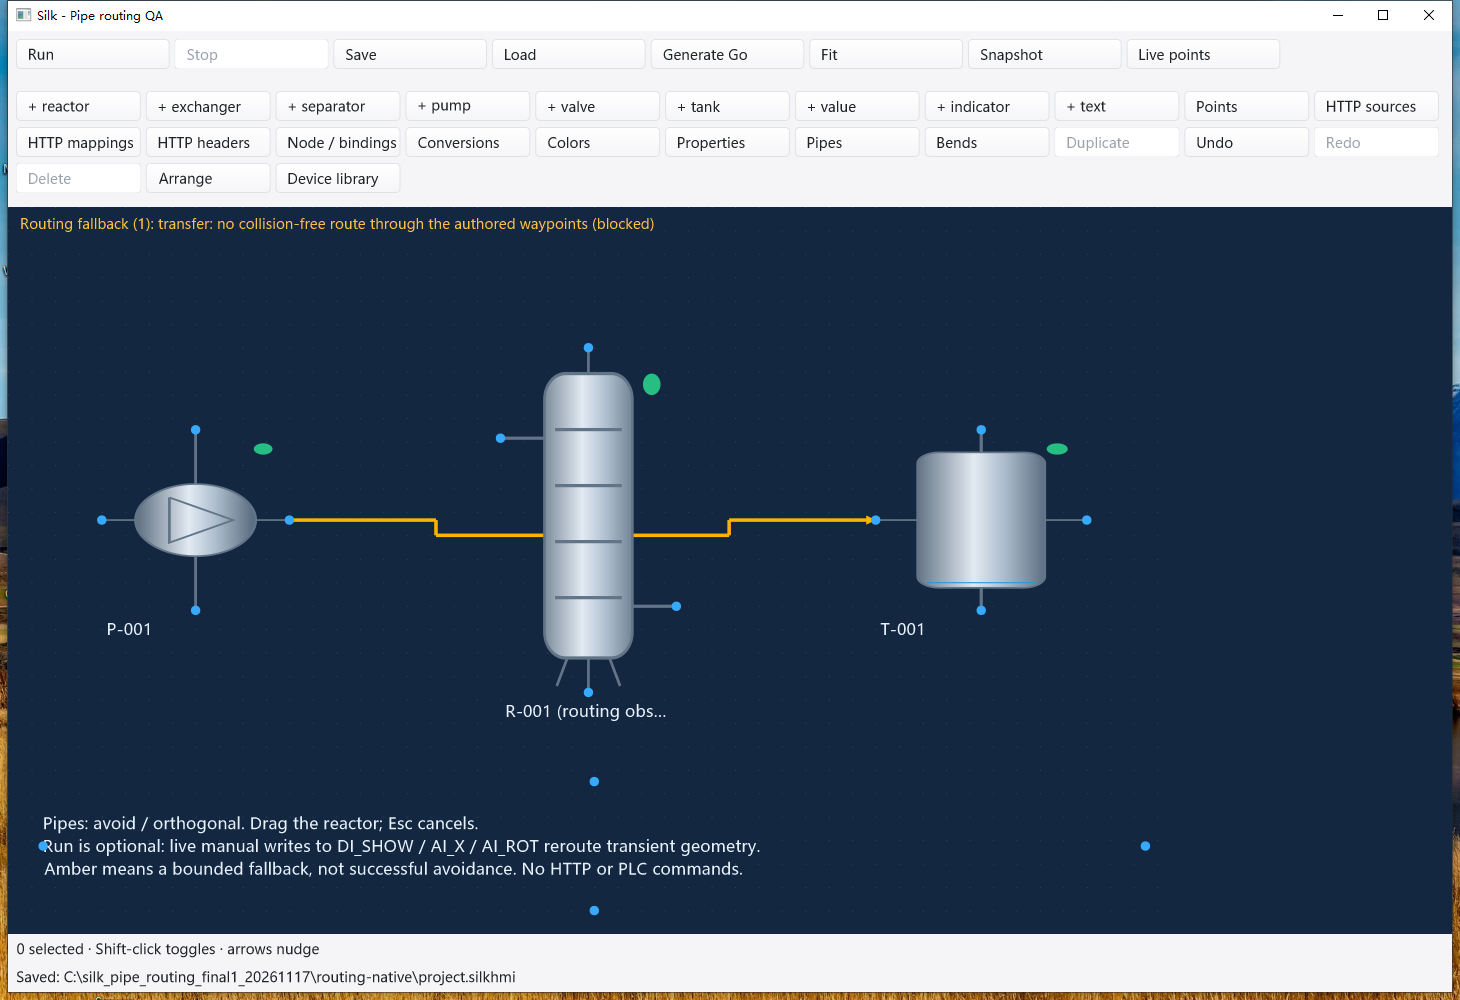 Silk - Pipe routing QA
Run
Stop
Save
Load
Generate Go
Fit
Snapshot
Live points
+ reactor
+ exchanger
+ separator
+ pump
+ valve
+ tank
+ value
+ indicator
+ text
Points
HTTP sources
HTTP mappings
HTTP headers
Node / bindings
Conversions
Colors
Properties
Pipes
Bends
Duplicate
Undo
Redo
Delete
Arrange
Device library
Routing fallback (1): transfer: no collision-free route through the authored waypoints (blocked)
P-001
T-001
R-001 (routing obs...
Pipes: avoid / orthogonal. Drag the reactor; Esc cancels.
Run is optional: live manual writes to DI_SHOW / AI_X / AI_ROT reroute transient geometry.
Amber means a bounded fallback, not successful avoidance. No HTTP or PLC commands.
0 selected · Shift-click toggles · arrows nudge
Saved: C:\silk_pipe_routing_final1_20261117\routing-native\project.silkhmi